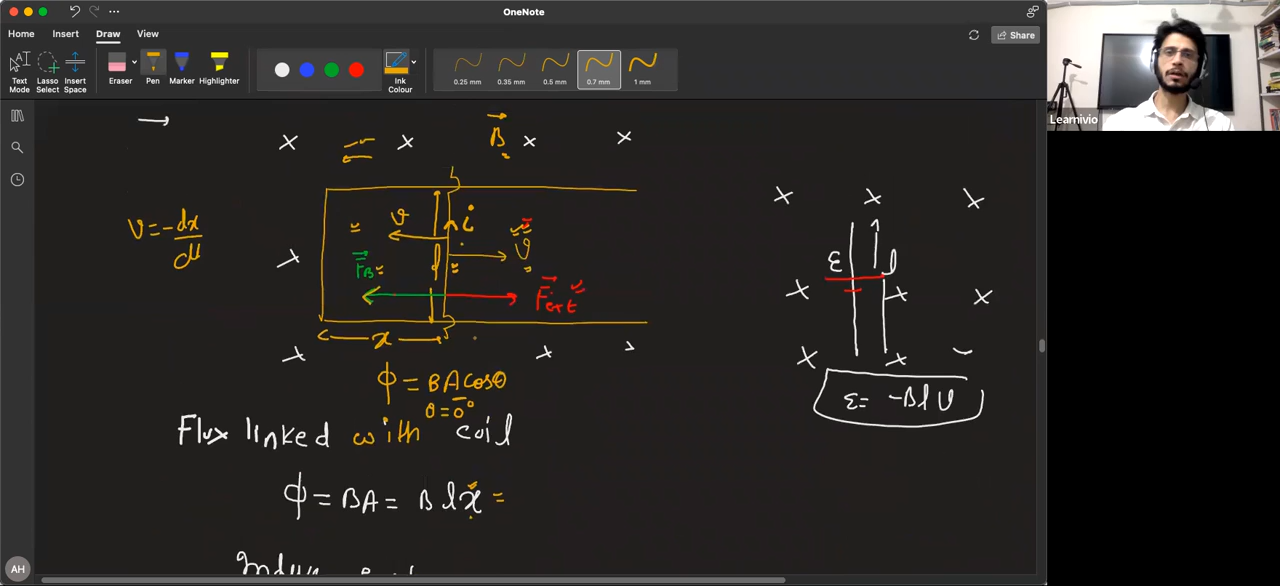 OneNote
Home Insert Draw View
Share
Text Mode
Lasso Select
Insert Space
Eraser
Pen
Marker
Highlighter
Ink Colour
0.25 mm
0.35 mm
0.5 mm
0.7 mm
1 mm
Learnivio
B
V = -dx/dt
v
i
v
F_B
l
F_ext
x
ε
l
ε = -Blv
ϕ = BA cosθ
θ = 0°
Flux linked with coil
ϕ = BA = Blx =
AH